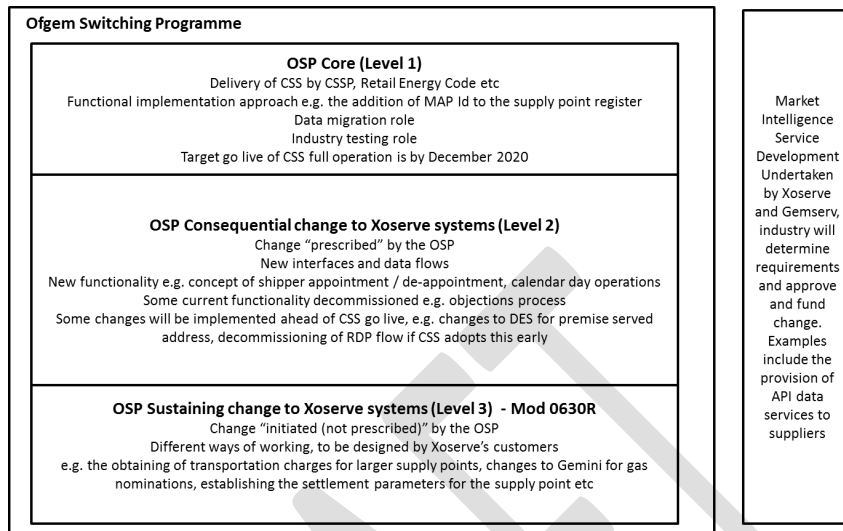 Ofgem Switching Programme
OSP Core (Level 1)
Delivery of CSS by CSSP, Retail Energy Code etc
Functional implementation approach e.g. the addition of MAP Id to the supply point register
Data migration role
Industry testing role
Target go live of CSS full operation is by December 2020
OSP Consequential change to Xoserve systems (Level 2)
Change “prescribed” by the OSP
New interfaces and data flows
New functionality e.g. concept of shipper appointment / de-appointment, calendar day operations
Some current functionality decommissioned e.g. objections process
Some changes will be implemented ahead of CSS go live, e.g. changes to DES for premise served
address, decommissioning of RDP flow if CSS adopts this early
OSP Sustaining change to Xoserve systems (Level 3) - Mod 0630R
Change “initiated (not prescribed)” by the OSP
Different ways of working, to be designed by Xoserve’s customers
e.g. the obtaining of transportation charges for larger supply points, changes to Gemini for gas
nominations, establishing the settlement parameters for the supply point etc
Market
Intelligence
Service
Development
Undertaken
by Xoserve
and Gemserv,
industry will
determine
requirements
and approve
and fund
change.
Examples
include the
provision of
API data
services to
suppliers